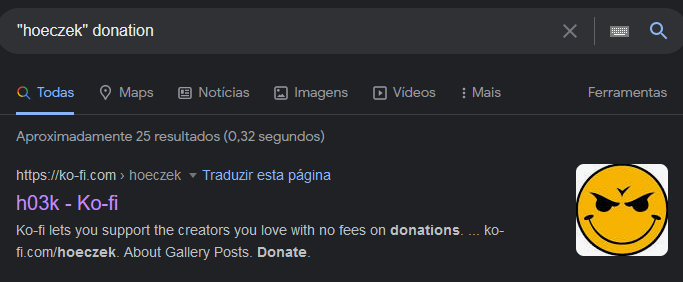 "hoeczek" donation
Todas Maps Notícias Imagens Vídeos Mais Ferramentas
Aproximadamente 25 resultados (0,32 segundos)
https://ko-fi.com › hoeczek Traduzir esta página
h03k - Ko-fi
Ko-fi lets you support the creators you love with no fees on donations. ... ko-
fi.com/hoeczek. About Gallery Posts. Donate.